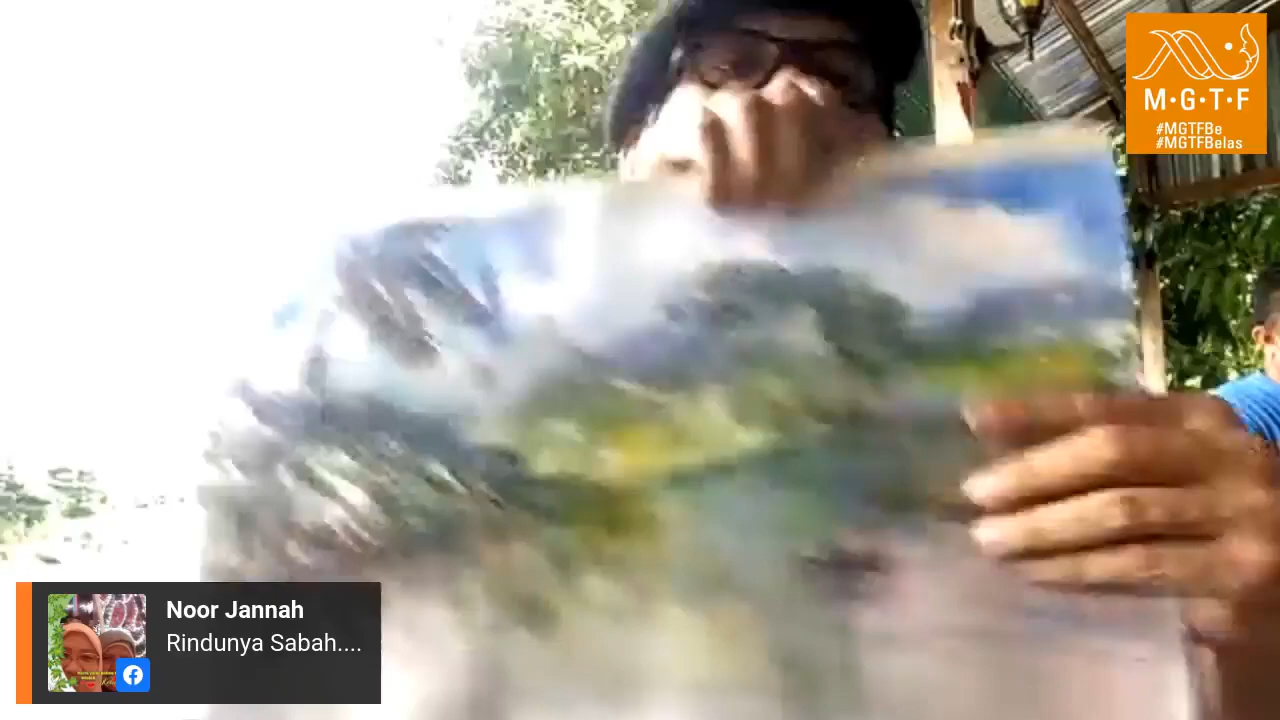 M·G·T·F
#MGTFBe
#MGTFBelas
Noor Jannah
Rindunya Sabah....